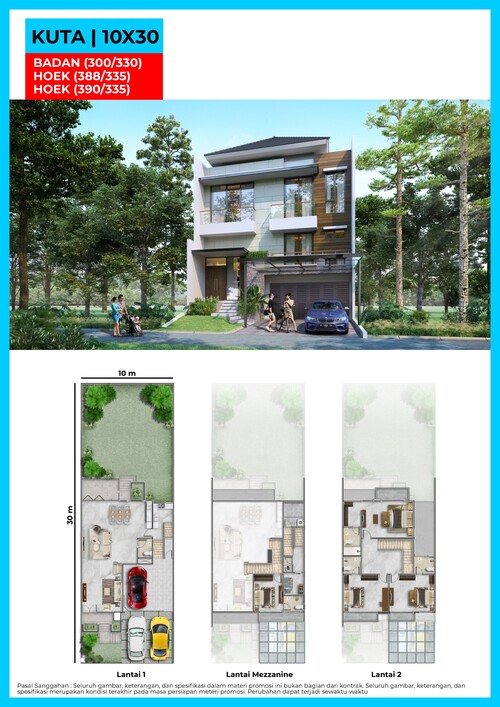 KUTA | 10X30
BADAN (300/330)
HOEK (388/335)
HOEK (390/335)
10 m
30 m
Lantai 1
Lantai Mezzanine
Lantai 2
Pasal Sanggahan : Seluruh gambar, keterangan, dan spesifikasi dalam materi promosi ini bukan bagian dari kontrak. Seluruh gambar, keterangan, dan
spesifikasi merupakan kondisi terakhir pada masa persiapan meteri promosi. Perubahan dapat terjadi sewaktu-waktu